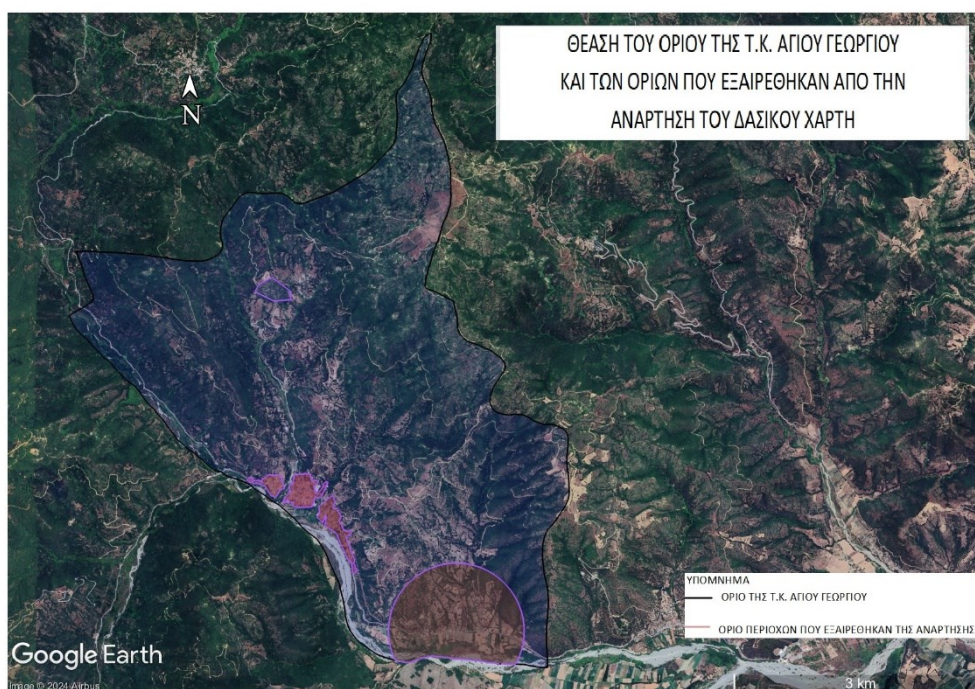 ΘΕΑΣΗ ΤΟΥ ΟΡΙΟΥ ΤΗΣ Τ.Κ. ΑΓΙΟΥ ΓΕΩΡΓΙΟΥ
ΚΑΙ ΤΩΝ ΟΡΙΩΝ ΠΟΥ ΕΞΑΙΡΕΘΗΚΑΝ ΑΠΟ ΤΗΝ
ΑΝΑΡΤΗΣΗ ΤΟΥ ΔΑΣΙΚΟΥ ΧΑΡΤΗ
N
ΥΠΟΜΝΗΜΑ
ΟΡΙΟ ΤΗΣ Τ.Κ. ΑΓΙΟΥ ΓΕΩΡΓΙΟΥ
ΟΡΙΟ ΠΕΡΙΟΧΩΝ ΠΟΥ ΕΞΑΙΡΕΘΗΚΑΝ ΤΗΣ ΑΝΑΡΤΗΣΗΣ
Google Earth
Image © 2024 Airbus
3 km